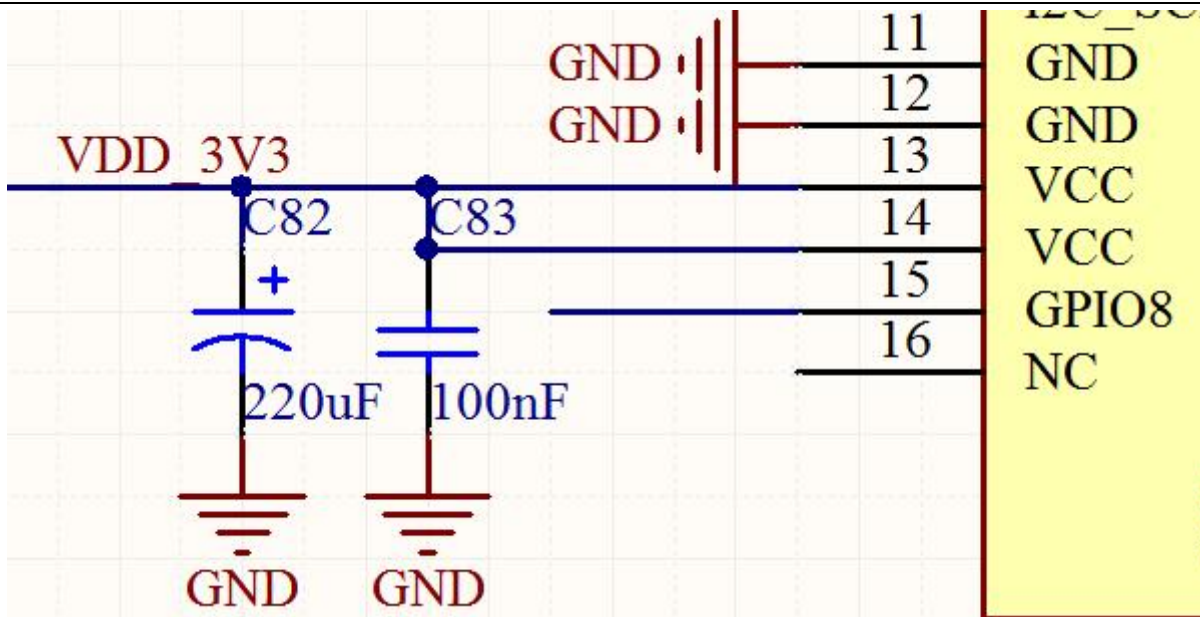 11
GND GND
12
GND GND
VDD_3V3 13
VCC
C82 C83 14
VCC
15
GPIO8
16
NC
+
220uF 100nF
GND GND